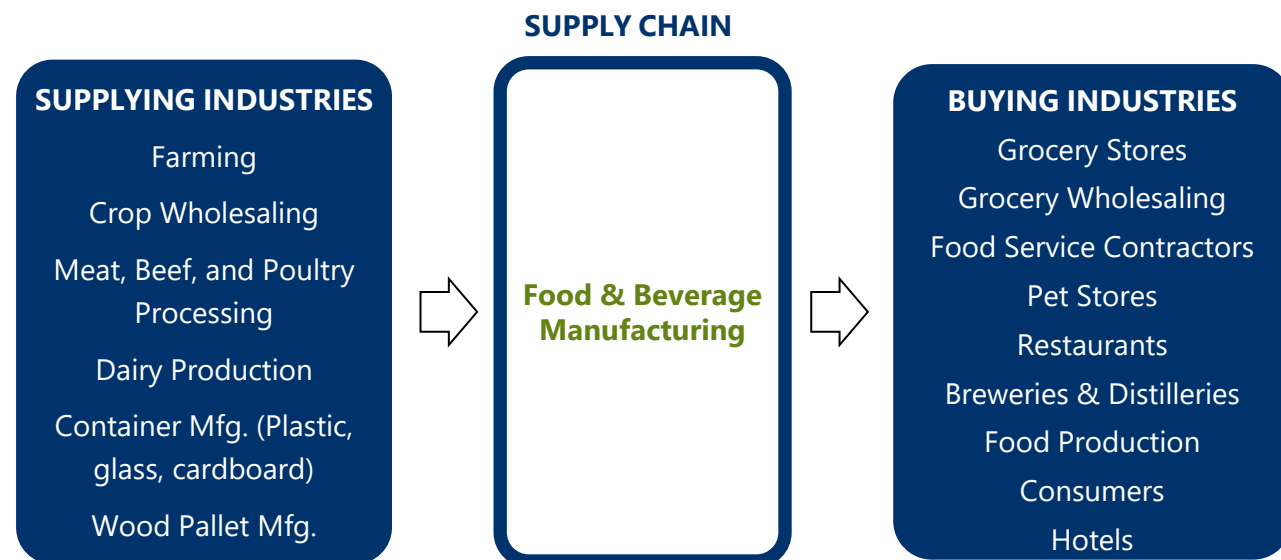 SUPPLY CHAIN
SUPPLYING INDUSTRIES
Farming
Crop Wholesaling
Meat, Beef, and Poultry
Processing
Dairy Production
Container Mfg. (Plastic,
glass, cardboard)
Wood Pallet Mfg.
Food & Beverage
Manufacturing
BUYING INDUSTRIES
Grocery Stores
Grocery Wholesaling
Food Service Contractors
Pet Stores
Restaurants
Breweries & Distilleries
Food Production
Consumers
Hotels